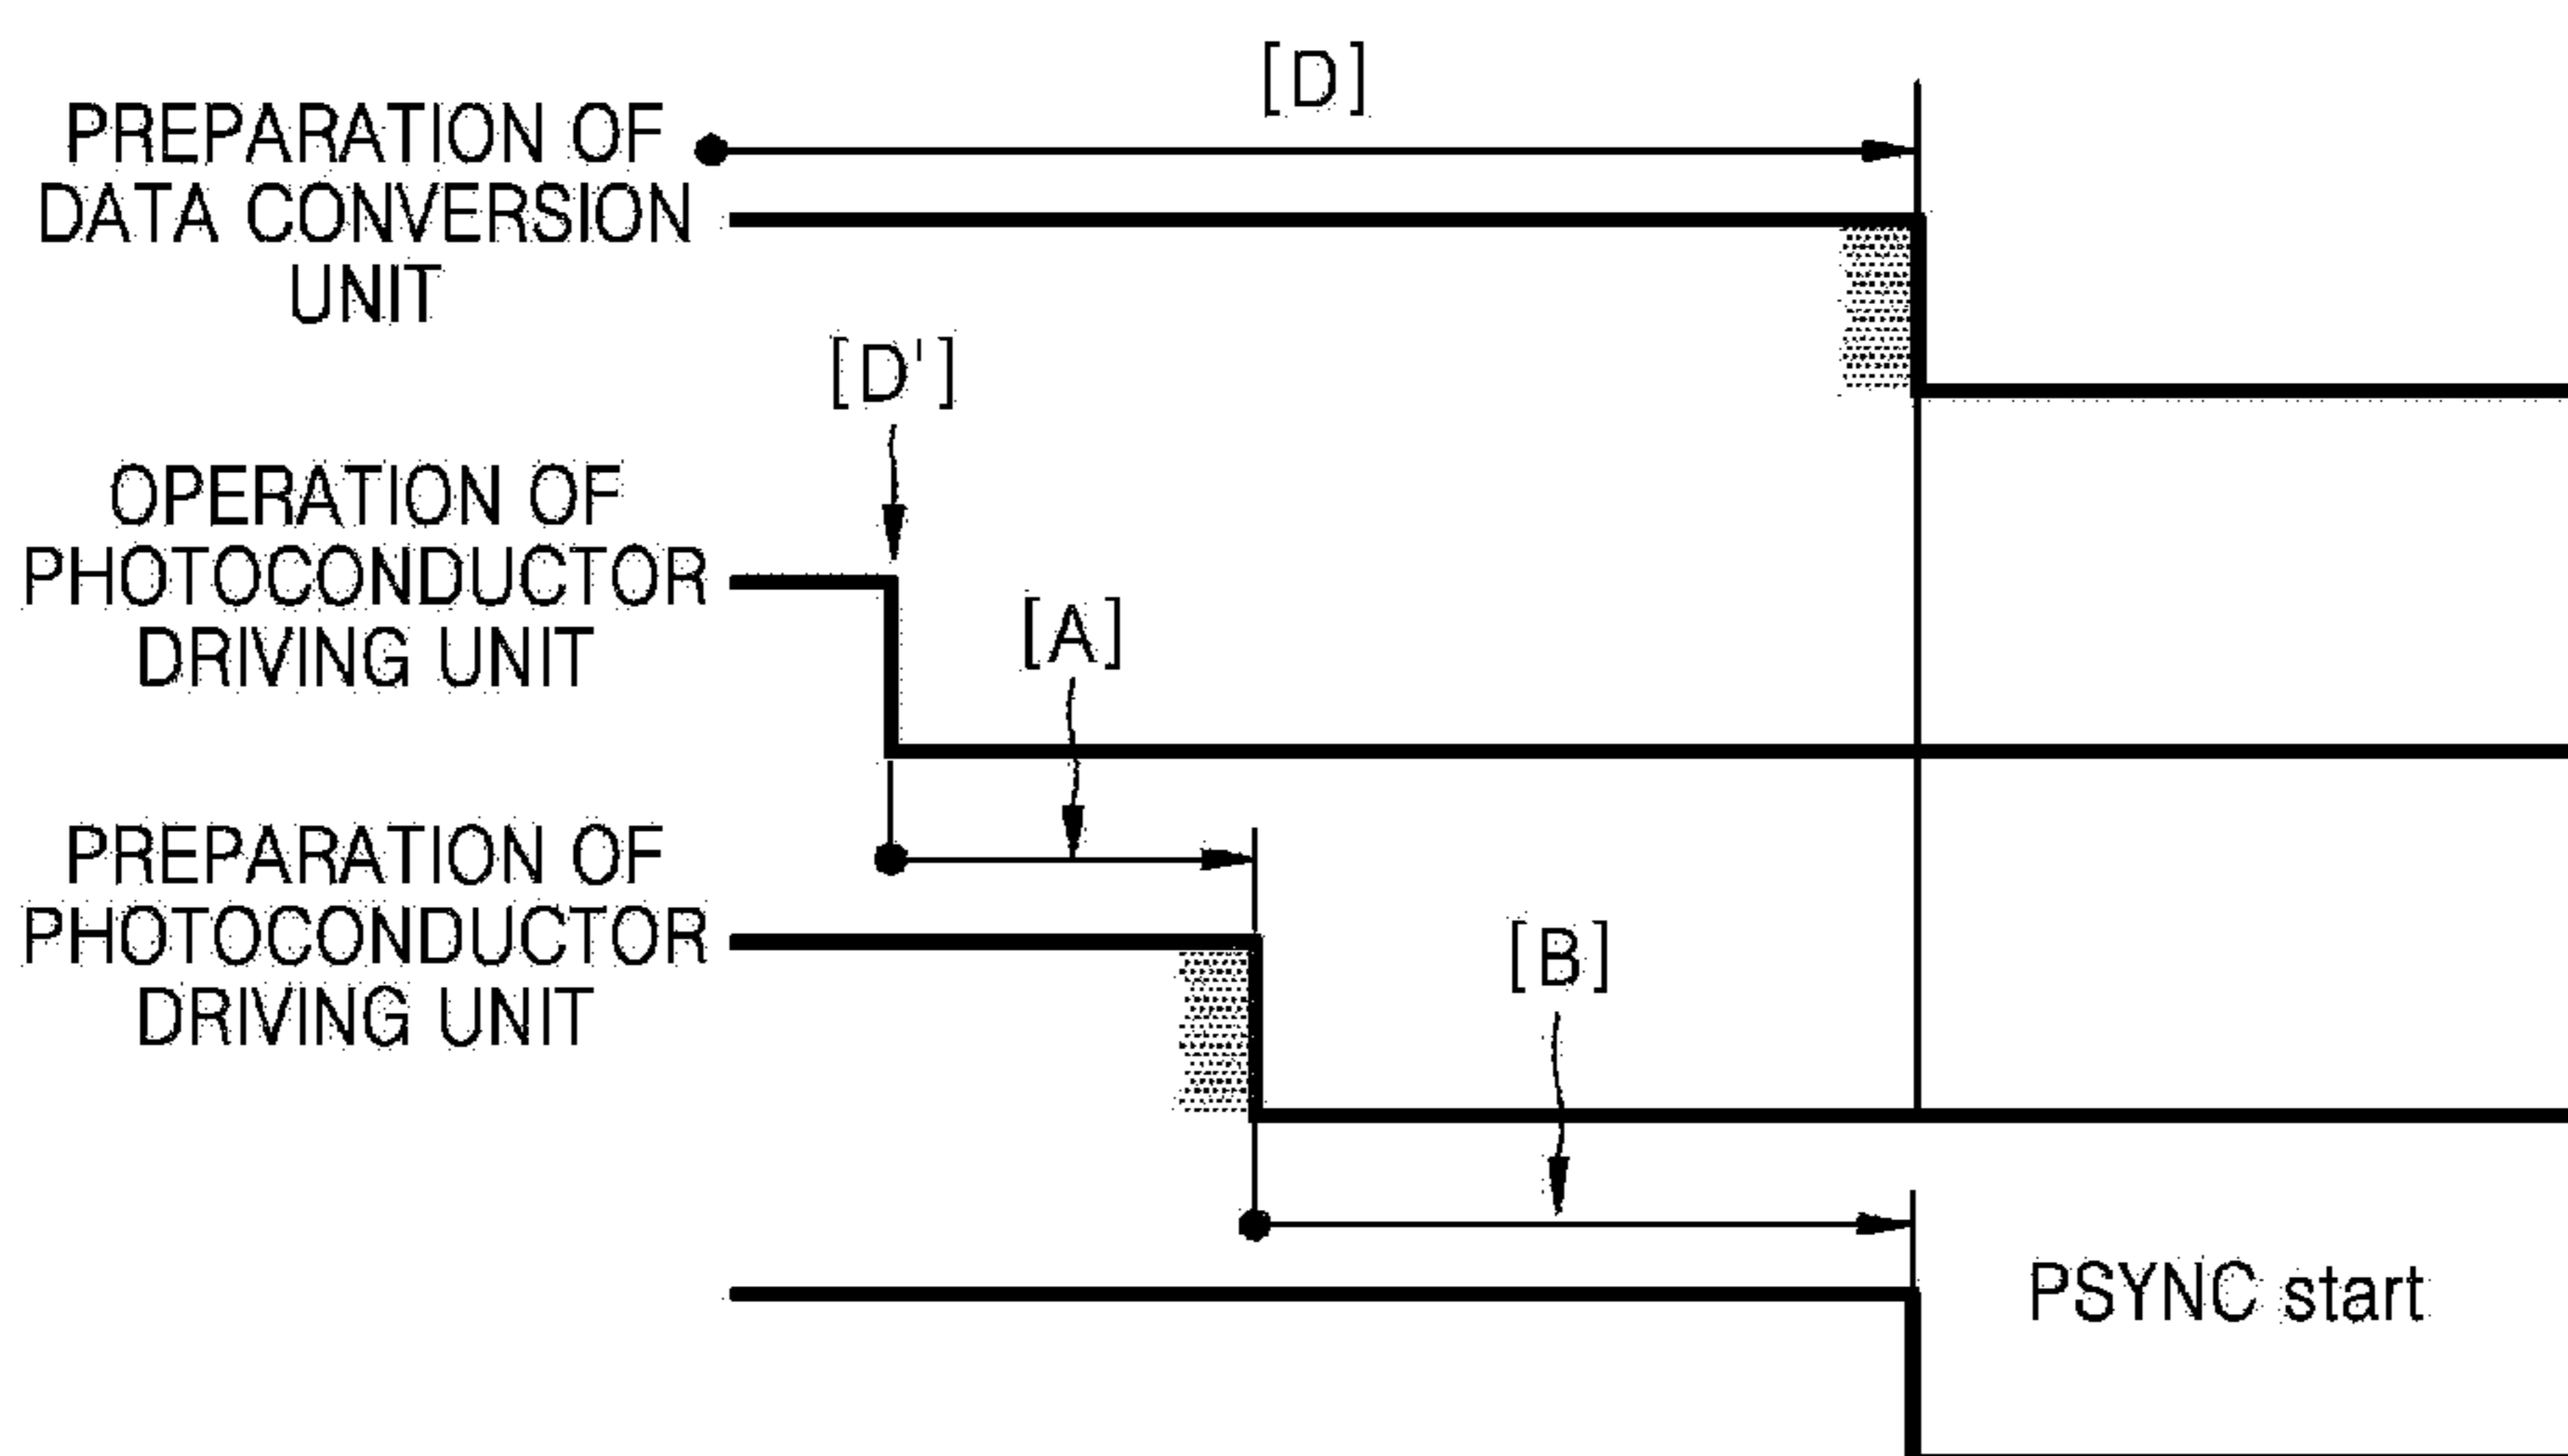 [D]
PREPARATION OF
DATA CONVERSION
UNIT
[D']
OPERATION OF
PHOTOCONDUCTOR
DRIVING UNIT
[A]
PREPARATION OF
PHOTOCONDUCTOR
DRIVING UNIT
[B]
PSYNC start